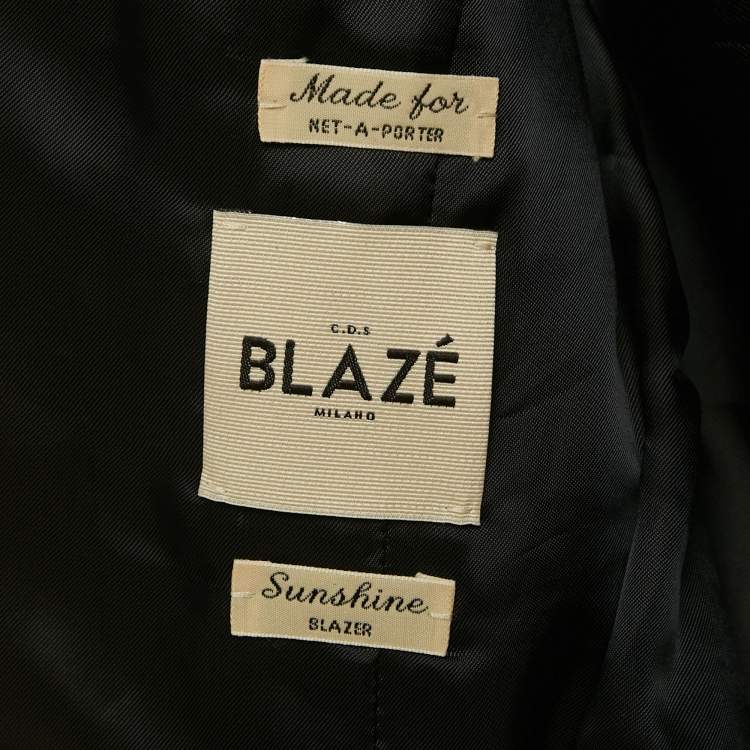 Made for
NET-A-PORTER
C.D.S
BLAZÉ
MILANO
Sunshine
BLAZER